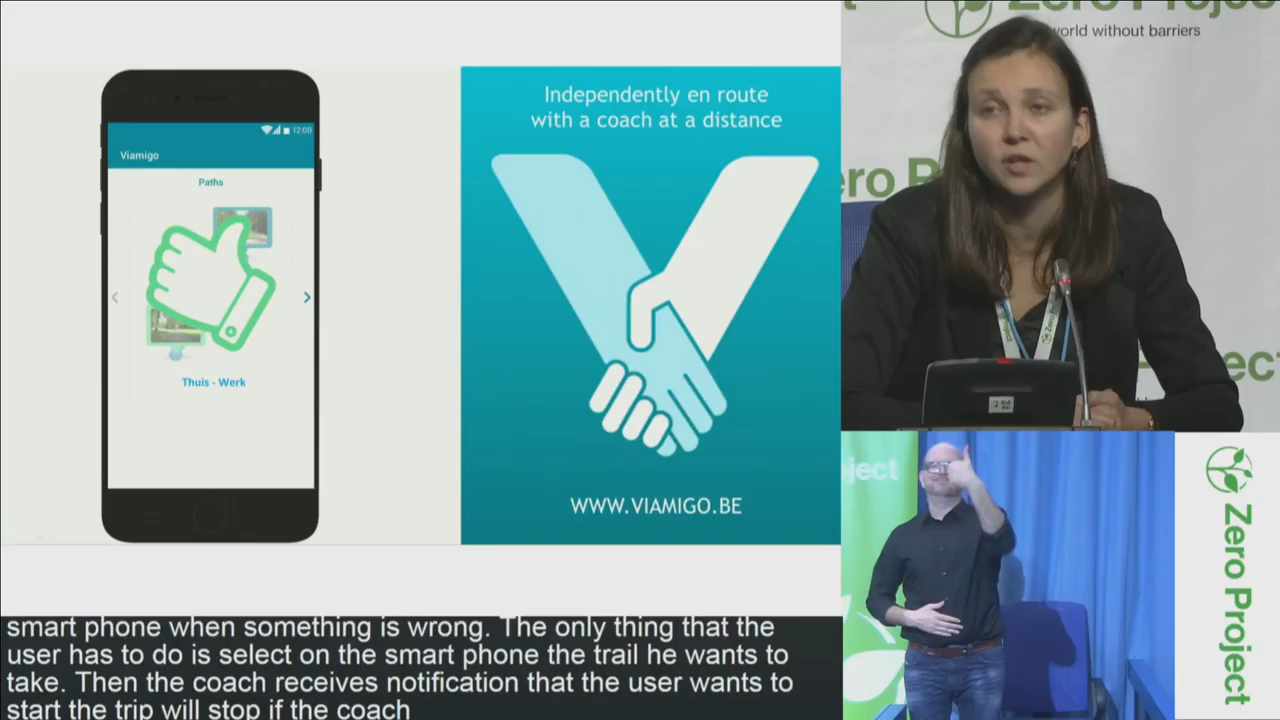 12:00
Viamigo
Paths
Thuis - Werk
Independently en route
with a coach at a distance
WWW.VIAMIGO.BE
Zero Project
world without barriers
Zero Project
smart phone when something is wrong. The only thing that the
user has to do is select on the smart phone the trail he wants to
take. Then the coach receives notification that the user wants to
start the trip will stop if the coach